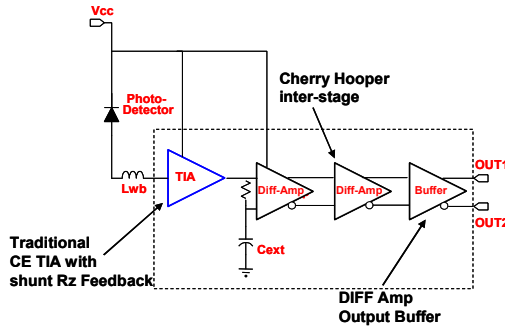 Vcc
Photo-
Detector
Cherry Hooper
inter-stage
TIA
Lwb
Diff-Amp
Diff-Amp
Buffer
OUT1
OUT2
Cext
Traditional
CE TIA with
shunt Rz Feedback
DIFF Amp
Output Buffer